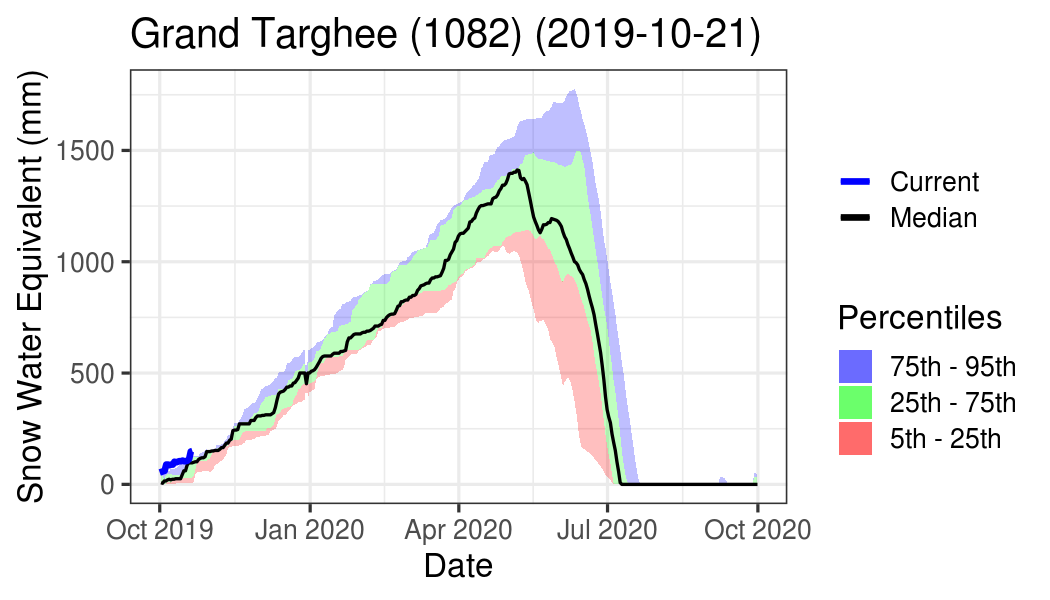 Grand Targhee (1082) (2019-10-21)
Snow Water Equivalent (mm)
1500
1000
500
0
Oct 2019
Jan 2020
Apr 2020
Jul 2020
Oct 2020
Date
Current
Median
Percentiles
75th - 95th
25th - 75th
5th - 25th